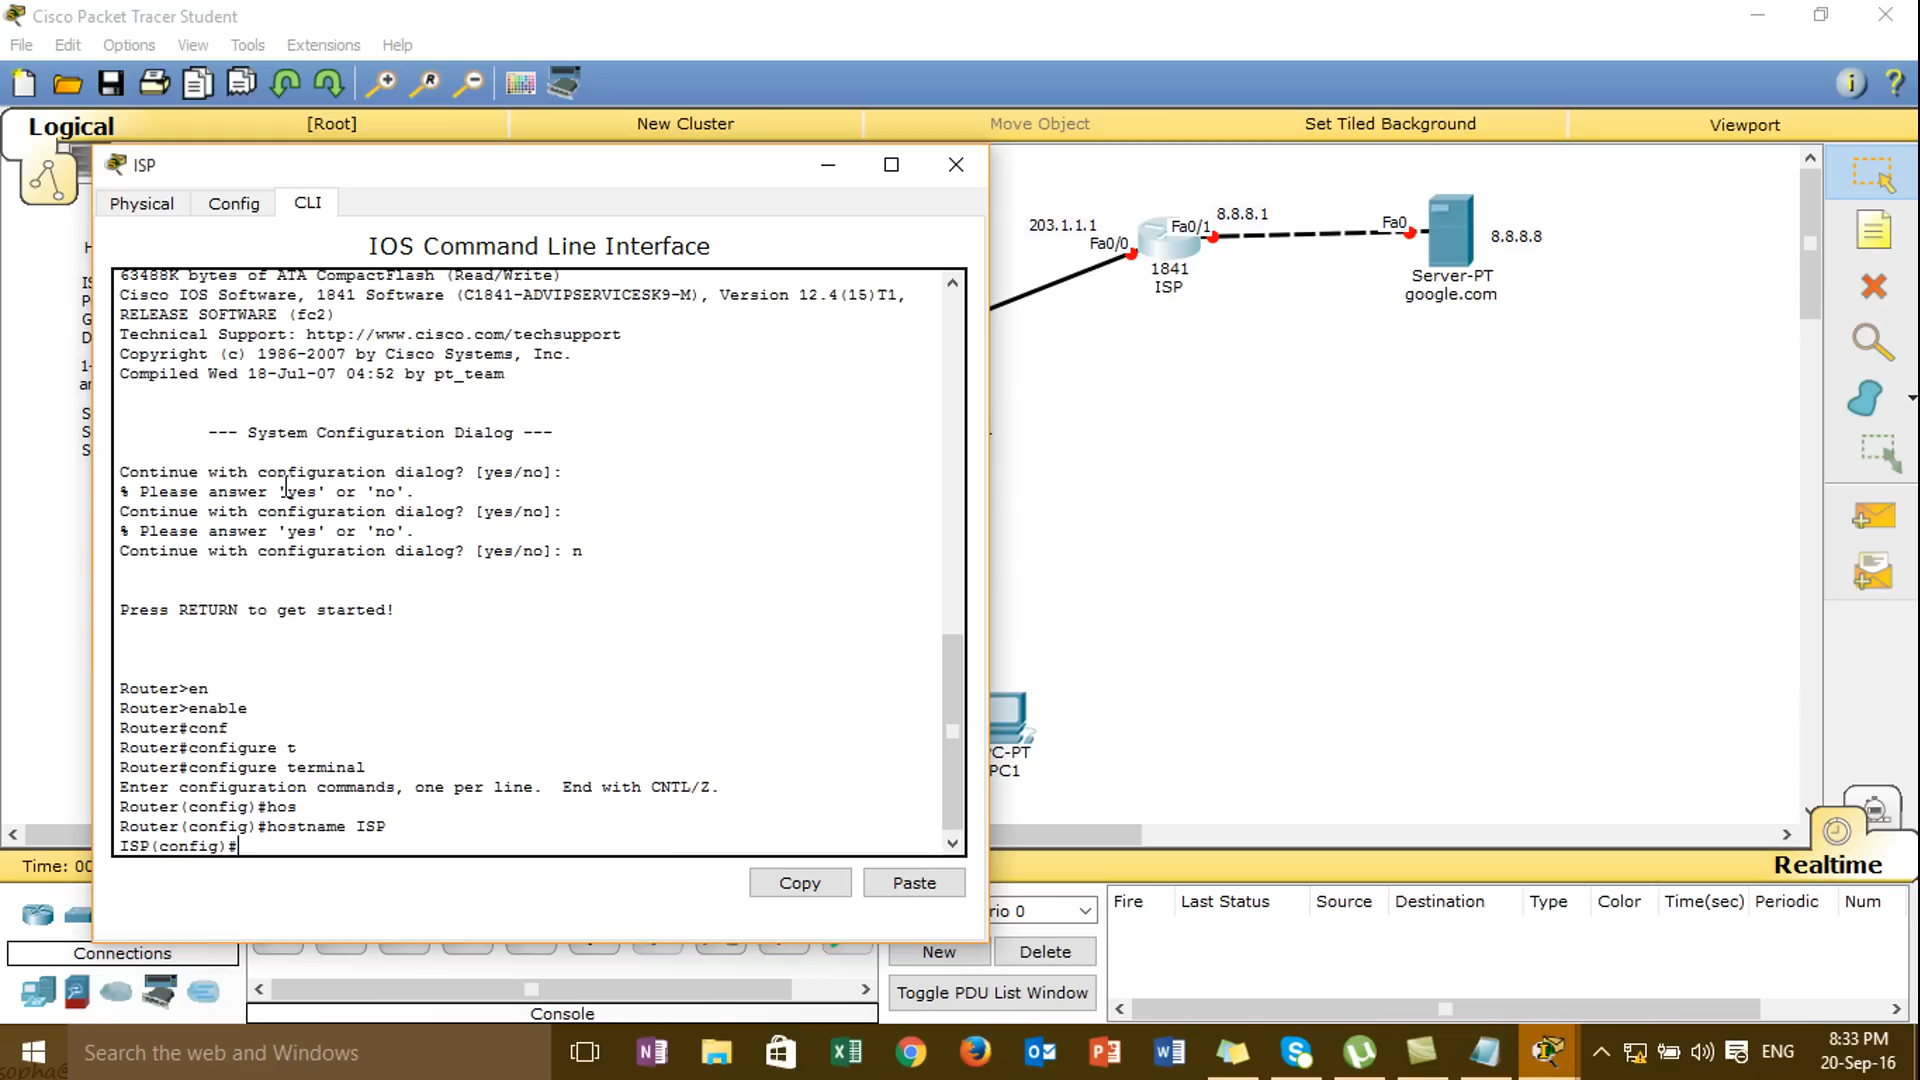 Cisco Packet Tracer Student
File Edit Options View Tools Extensions Help
Logical [Root] New Cluster Move Object Set Tiled Background Viewport
ISP
Physical Config CLI
IOS Command Line Interface
63488K bytes of ATA CompactFlash (Read/Write)
Cisco IOS Software, 1841 Software (C1841-ADVIPSERVICESK9-M), Version 12.4(15)T1,
RELEASE SOFTWARE (fc2)
Technical Support: http://www.cisco.com/techsupport
Copyright (c) 1986-2007 by Cisco Systems, Inc.
Compiled Wed 18-Jul-07 04:52 by pt_team
--- System Configuration Dialog ---
Continue with configuration dialog? [yes/no]:
% Please answer 'yes' or 'no'.
Continue with configuration dialog? [yes/no]:
% Please answer 'yes' or 'no'.
Continue with configuration dialog? [yes/no]: n
Press RETURN to get started!
Router>en
Router>enable
Router#conf
Router#configure t
Router#configure terminal
Enter configuration commands, one per line. End with CNTL/Z.
Router(config)#hos
Router(config)#hostname ISP
ISP(config)#
Copy Paste
203.1.1.1
Fa0/0
Fa0/1
8.8.8.1
1841
ISP
Fa0
8.8.8.8
Server-PT
google.com
C-PT
PC1
Time: 00
Realtime
Connections
Console
rio 0
New Delete
Toggle PDU List Window
Fire Last Status Source Destination Type Color Time(sec) Periodic Num
Search the web and Windows
ENG
8:33 PM
20-Sep-16